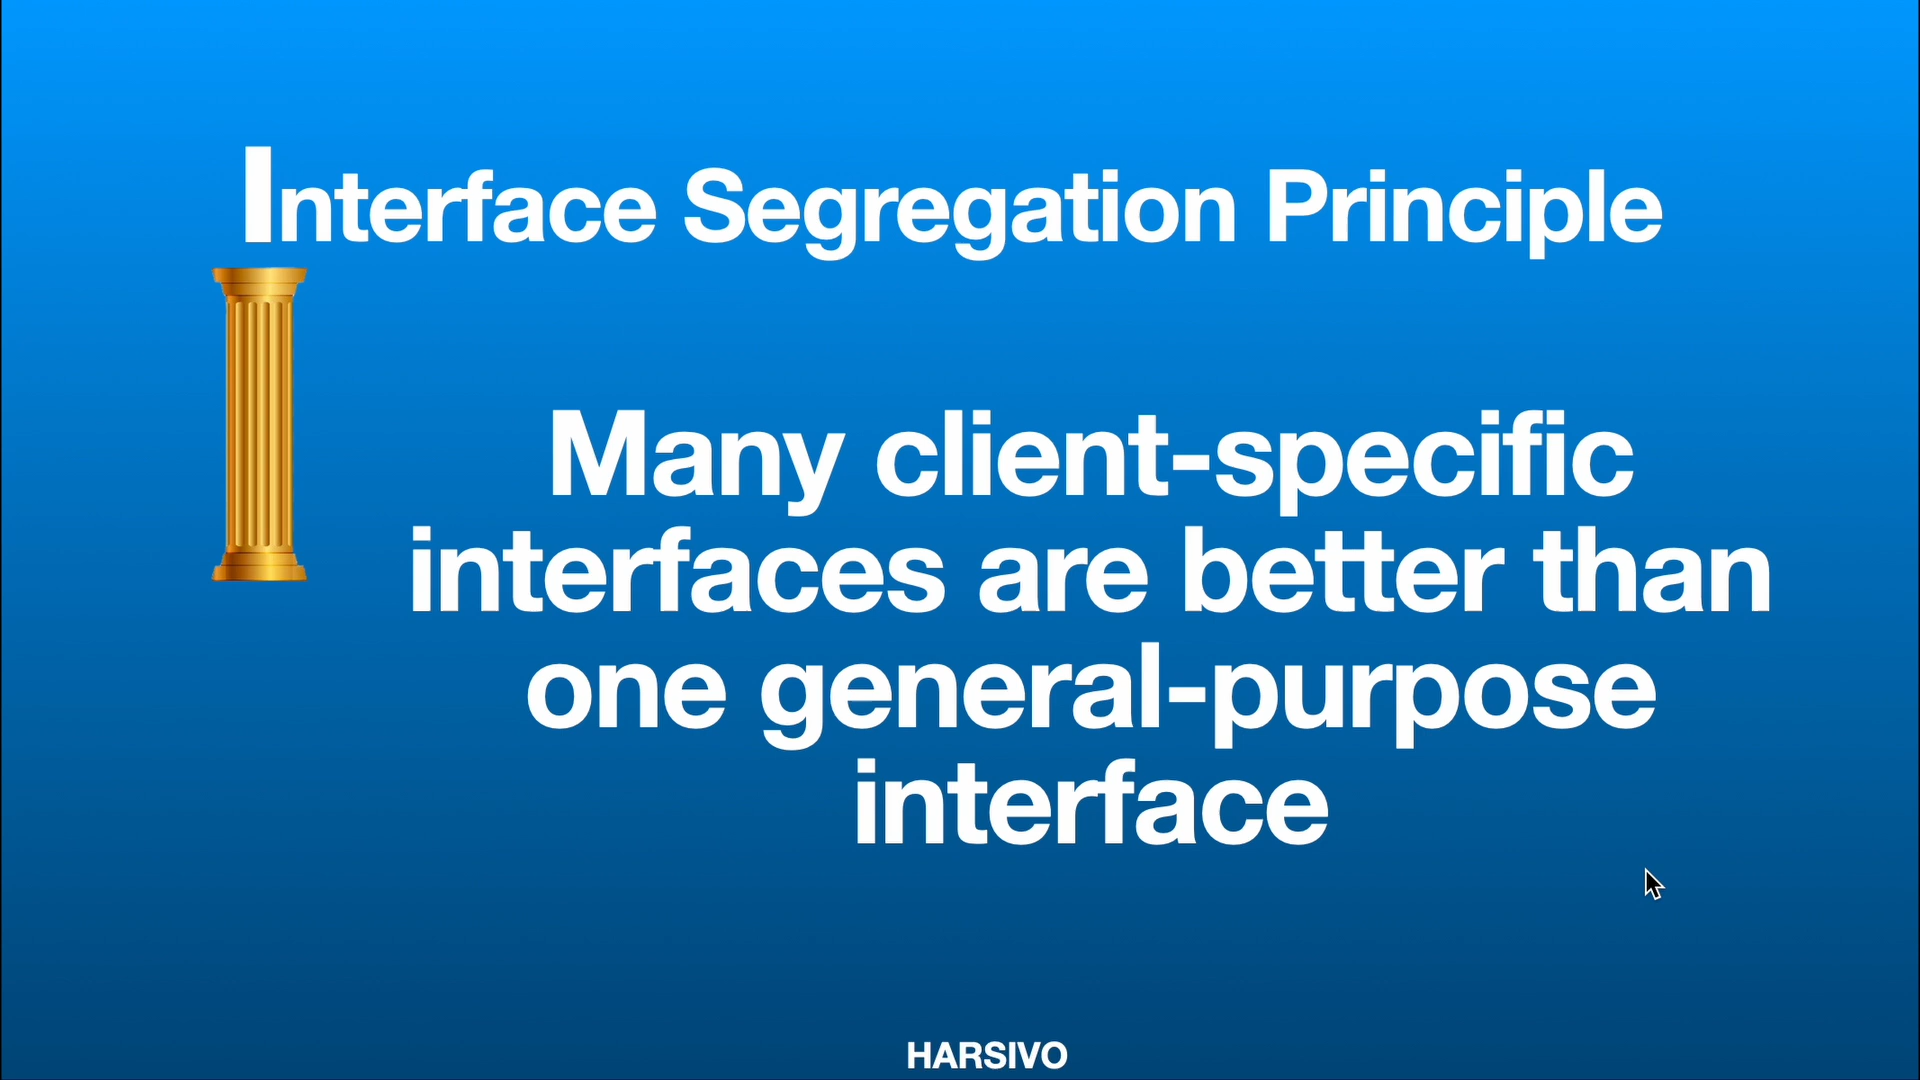 Interface Segregation Principle
Many client-specific
interfaces are better than
one general-purpose
interface
HARSIVO